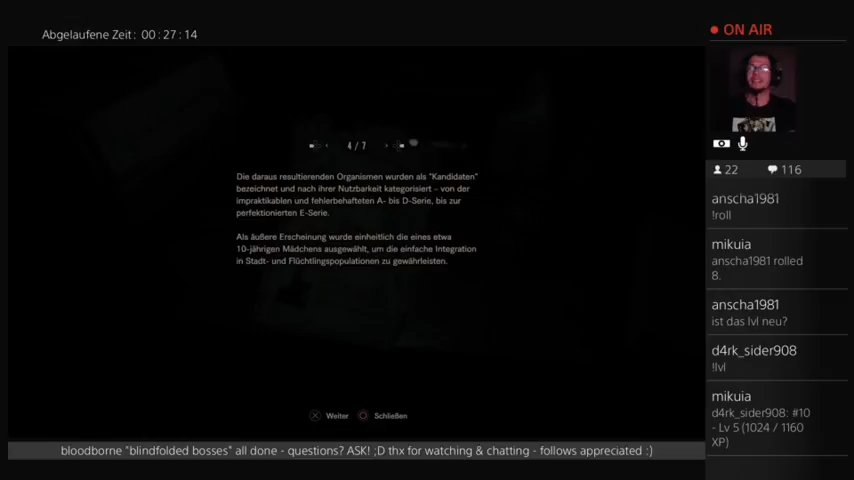 Abgelaufene Zeit: 00:27:14
ON AIR
4/7
Die daraus resultierenden Organismen wurden als "Kandidaten"
bezeichnet und nach ihrer Nutzbarkeit kategorisiert – von der
impraktikablen und fehlerbehafteten A- bis D-Serie, bis zur
perfektionierten E-Serie.
Als äußere Erscheinung wurde einheitlich die eines etwa
10-jährigen Mädchens ausgewählt, um die einfache Integration
in Stadt- und Flüchtlingspopulationen zu gewährleisten.
Weiter
Schließen
bloodborne "blindfolded bosses" all done - questions? ASK! ;D thx for watching & chatting - follows appreciated :)
22
116
anscha1981
!roll
mikuia
anscha1981 rolled
8.
anscha1981
ist das lvl neu?
d4rk_sider908
!lvl
mikuia
d4rk_sider908: #10
- Lv 5 (1024 / 1160
XP)